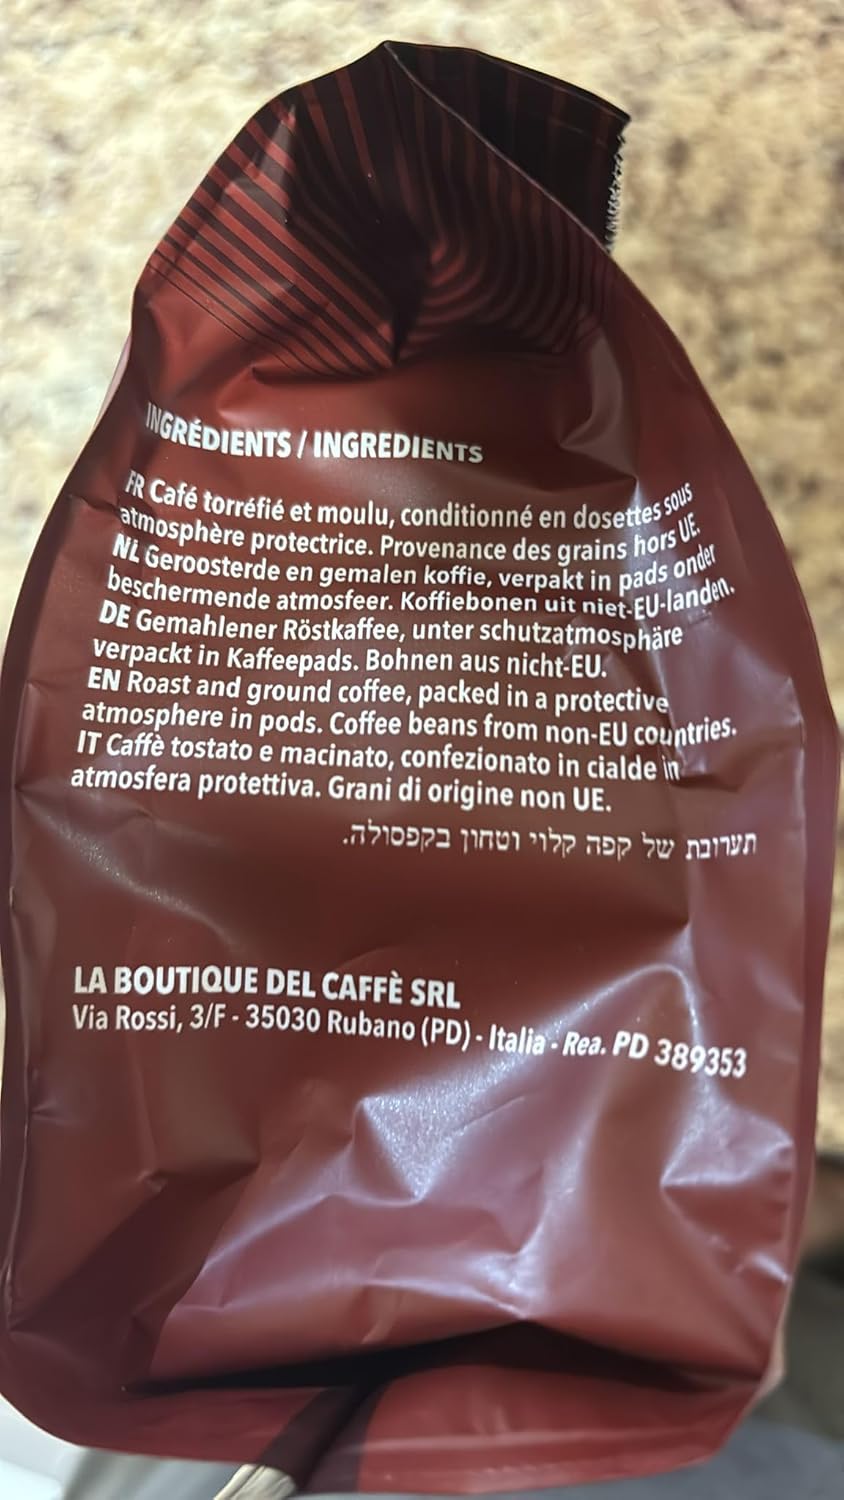 INGRÉDIENTS / INGREDIENTS
FR Café torréfié et moulu, conditionné en dosettes sous
atmosphère protectrice. Provenance des grains hors UE.
NL Geroosterde en gemalen koffie, verpakt in pads onder
beschermende atmosfeer. Koffiebonen uit niet-EU-landen.
DE Gemahlener Röstkaffee, unter schutzatmosphäre
verpackt in Kaffeepads. Bohnen aus nicht-EU.
EN Roast and ground coffee, packed in a protective
atmosphere in pods. Coffee beans from non-EU countries.
IT Caffè tostato e macinato, confezionato in cialde in
atmosfera protettiva. Grani di origine non UE.
תערובת של קפה קלוי וטחון בקפסולה.
LA BOUTIQUE DEL CAFFÈ SRL
Via Rossi, 3/F - 35030 Rubano (PD) - Italia - Rea. PD 389353